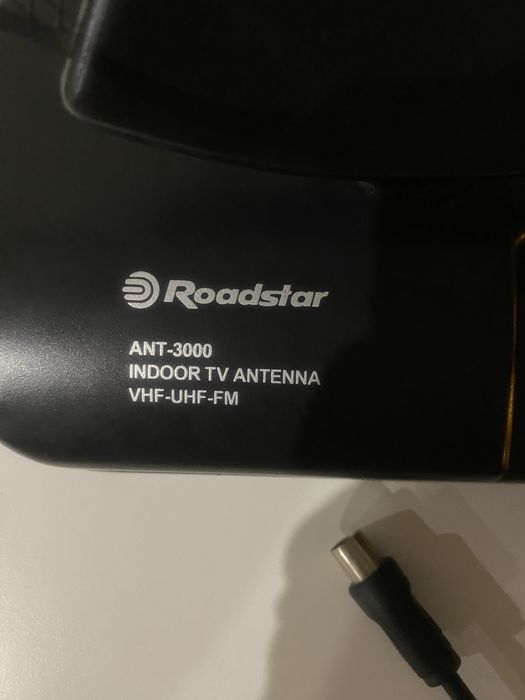 Roadstar
ANT-3000
INDOOR TV ANTENNA
VHF-UHF-FM